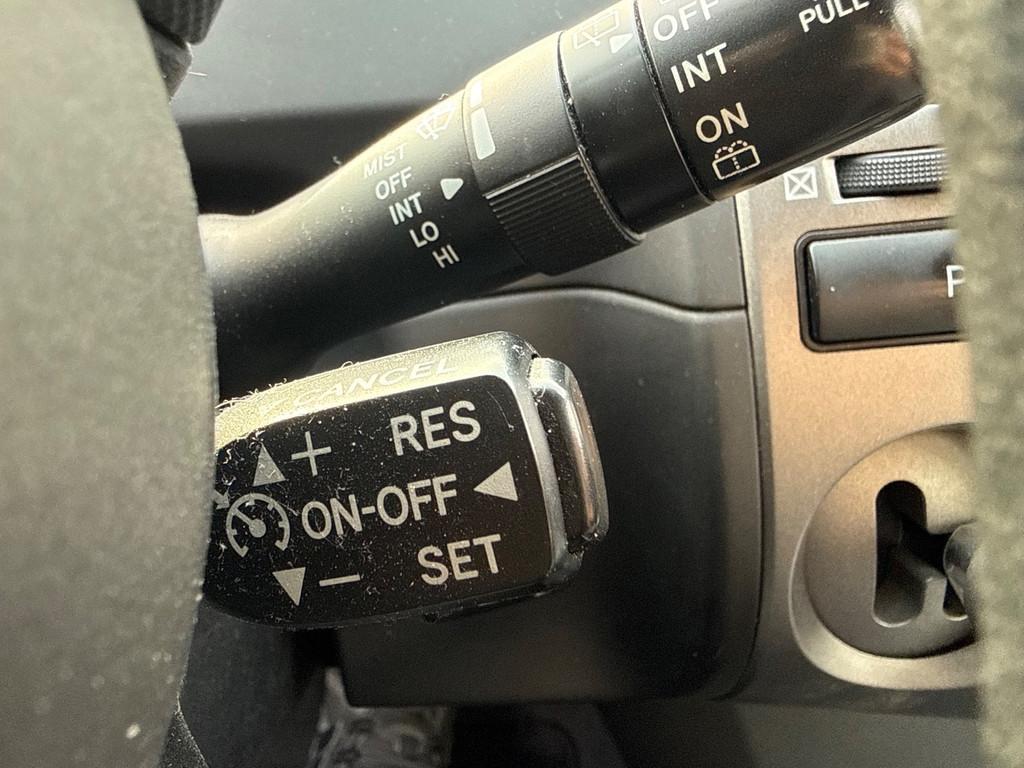 OFF
INT
ON
PULL
MIST
OFF
INT
LO
HI
CANCEL
+ RES
ON-OFF
– SET
P